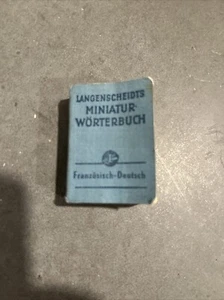 LANGENSCHEIDTS
MINIATUR-
WÖRTERBUCH
Französisch-Deutsch